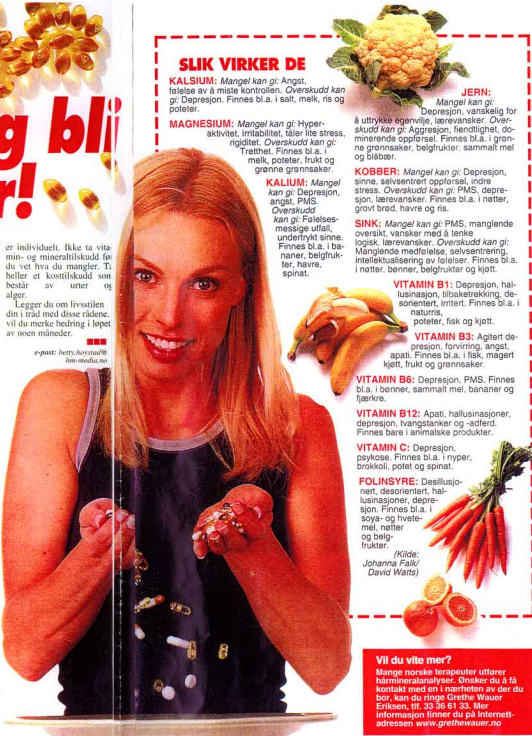 g bli
r!
er individuelt. Ikke ta vita
min- og mineraltilskudd fø
du vet hva du mangler. Ta
heller et kosttilskudd som
består av urter og
alger.
Legger du om livsstilen
din i tråd med disse rådene,
vil du merke bedring i løpet
av noen måneder.
e-post: betty.hoystad@
hm-media.no
SLIK VIRKER DE
KALSIUM: Mangel kan gi: Angst,
følelse av å miste kontrollen. Overskudd kan
gi: Depresjon. Finnes bl.a. i salt, melk, ris og
poteter.
MAGNESIUM: Mangel kan gi: Hyper-
aktivitet, irritabilitet, tåler lite stress,
rigiditet. Overskudd kan gi:
Tretthet. Finnes bl.a. i
melk, poteter, frukt og
grønne grønnsaker.
KALIUM: Mangel
kan gi: Depresjon,
angst, PMS.
Overskudd
kan gi: Følelses-
messige utfall,
undertrykt sinne.
Finnes bl.a. i ba-
naner, belgfruk-
ter, havre,
spinat.
JERN:
Mangel kan gi:
Depresjon, vanskelig for
å uttrykke egenvilje, lærevansker. Over-
skudd kan gi: Aggresjon, fiendtlighet, do-
minerende oppførsel. Finnes bl.a. i grøn-
ne grønnsaker, belgfrukter. sammalt mel
og blåbær.
KOBBER: Mangel kan gi: Depresjon,
sinne, selvsentrert oppførsel, indre
stress. Overskudd kan gi: PMS, depre-
sjon, lærevansker. Finnes bl.a. i nøtter,
grovt brød, havre og ris.
SINK: Mangel kan gi: PMS, manglende
oversikt, vansker med å tenke
logisk, lærevansker. Overskudd kan gi:
Manglende medfølelse, selvsentrering,
intellektualisering av følelser. Finnes bl.a.
i nøtter, bønner, belgfrukter og kjøtt.
VITAMIN B1: Depresjon, hal-
lusinasjon, tilbaketrekking, de-
sorientert, irritert. Finnes bl.a. i
naturris,
poteter, fisk og kjøtt.
VITAMIN B3: Agitert de-
presjon, forvirring, angst,
apati. Finnes bl.a. i fisk, magert
kjøtt, frukt og grønnsaker.
VITAMIN B6: Depresjon, PMS. Finnes
bl.a. i bønner, sammalt mel, bananer og
fjærkre.
VITAMIN B12: Apati, hallusinasjoner,
depresjon, tvangstanker og -adferd.
Finnes bare i animalske produkter.
VITAMIN C: Depresjon,
psykose. Finnes bl.a. i nyper,
brokkoli, potet og spinat.
FOLINSYRE: Desillusjo-
nert, desorientert, hal-
lusinasjoner, depre-
sjon. Finnes bl.a. i
soya- og hvete-
mel, nøtter
og belg-
frukter.
(Kilde:
Johanna Falk/
David Watts)
Vil du vite mer?
Mange norske terapeuter utfører
hårmineralanalyser. Ønsker du å få
kontakt med en i nærheten av der du
bor, kan du ringe Grethe Wauer
Eriksen, tlf. 33 36 61 33. Mer
informasjon finner du på Internett-
adressen www.grethewauer.no